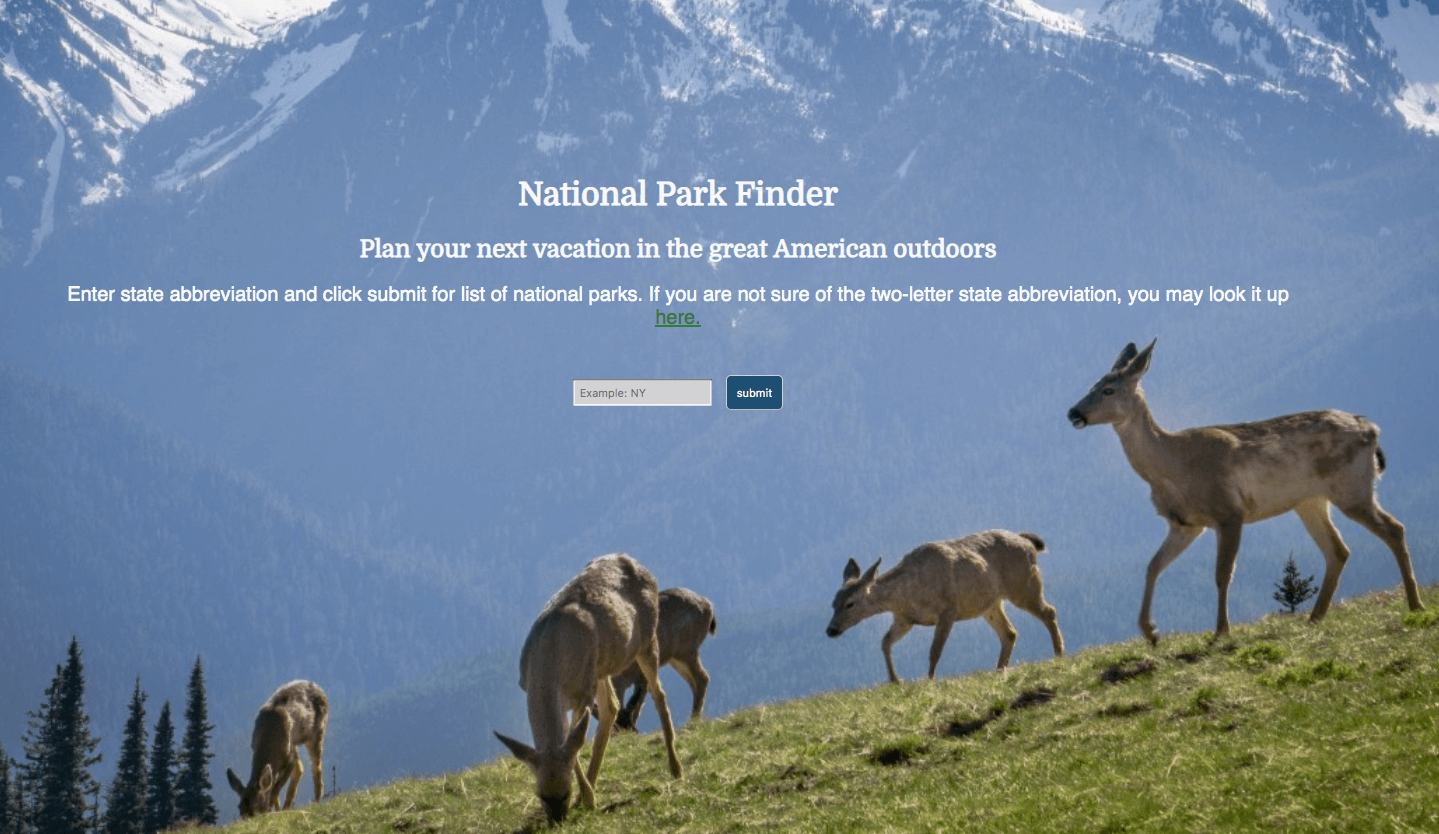 National Park Finder
Plan your next vacation in the great American outdoors
Enter state abbreviation and click submit for list of national parks. If you are not sure of the two-letter state abbreviation, you may look it up
here.
Example: NY submit